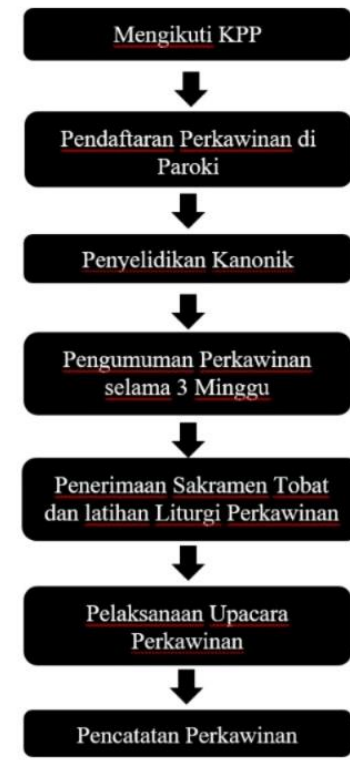 Mengikuti KPP
Pendaftaran Perkawinan di
Paroki
Penyelidikan Kanonik
Pengumuman Perkawinan
selama 3 Minggu
Penerimaan Sakramen Tobat
dan latihan Liturgi Perkawinan
Pelaksanaan Upacara
Perkawinan
Pencatatan Perkawinan